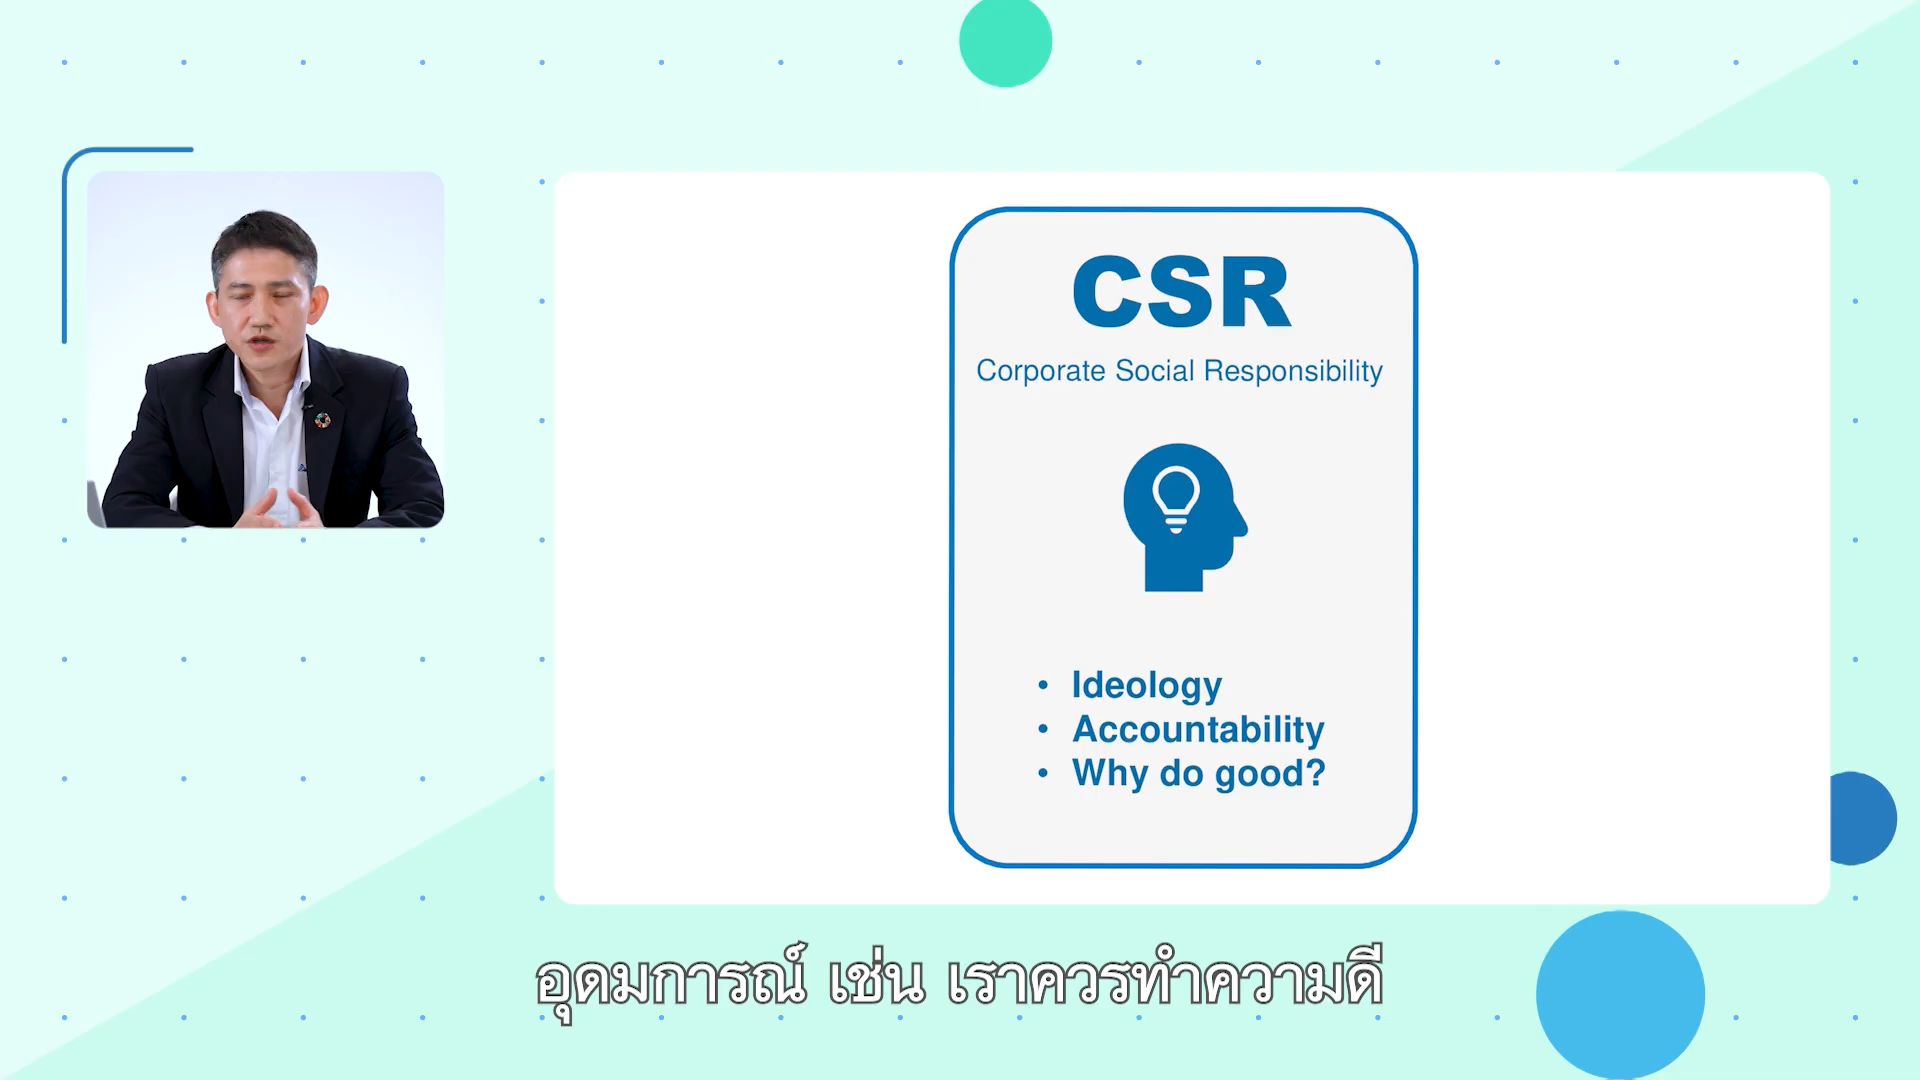 CSR
Corporate Social Responsibility
• Ideology
• Accountability
• Why do good?
อุดมการณ์ เช่น เราควรทำความดี